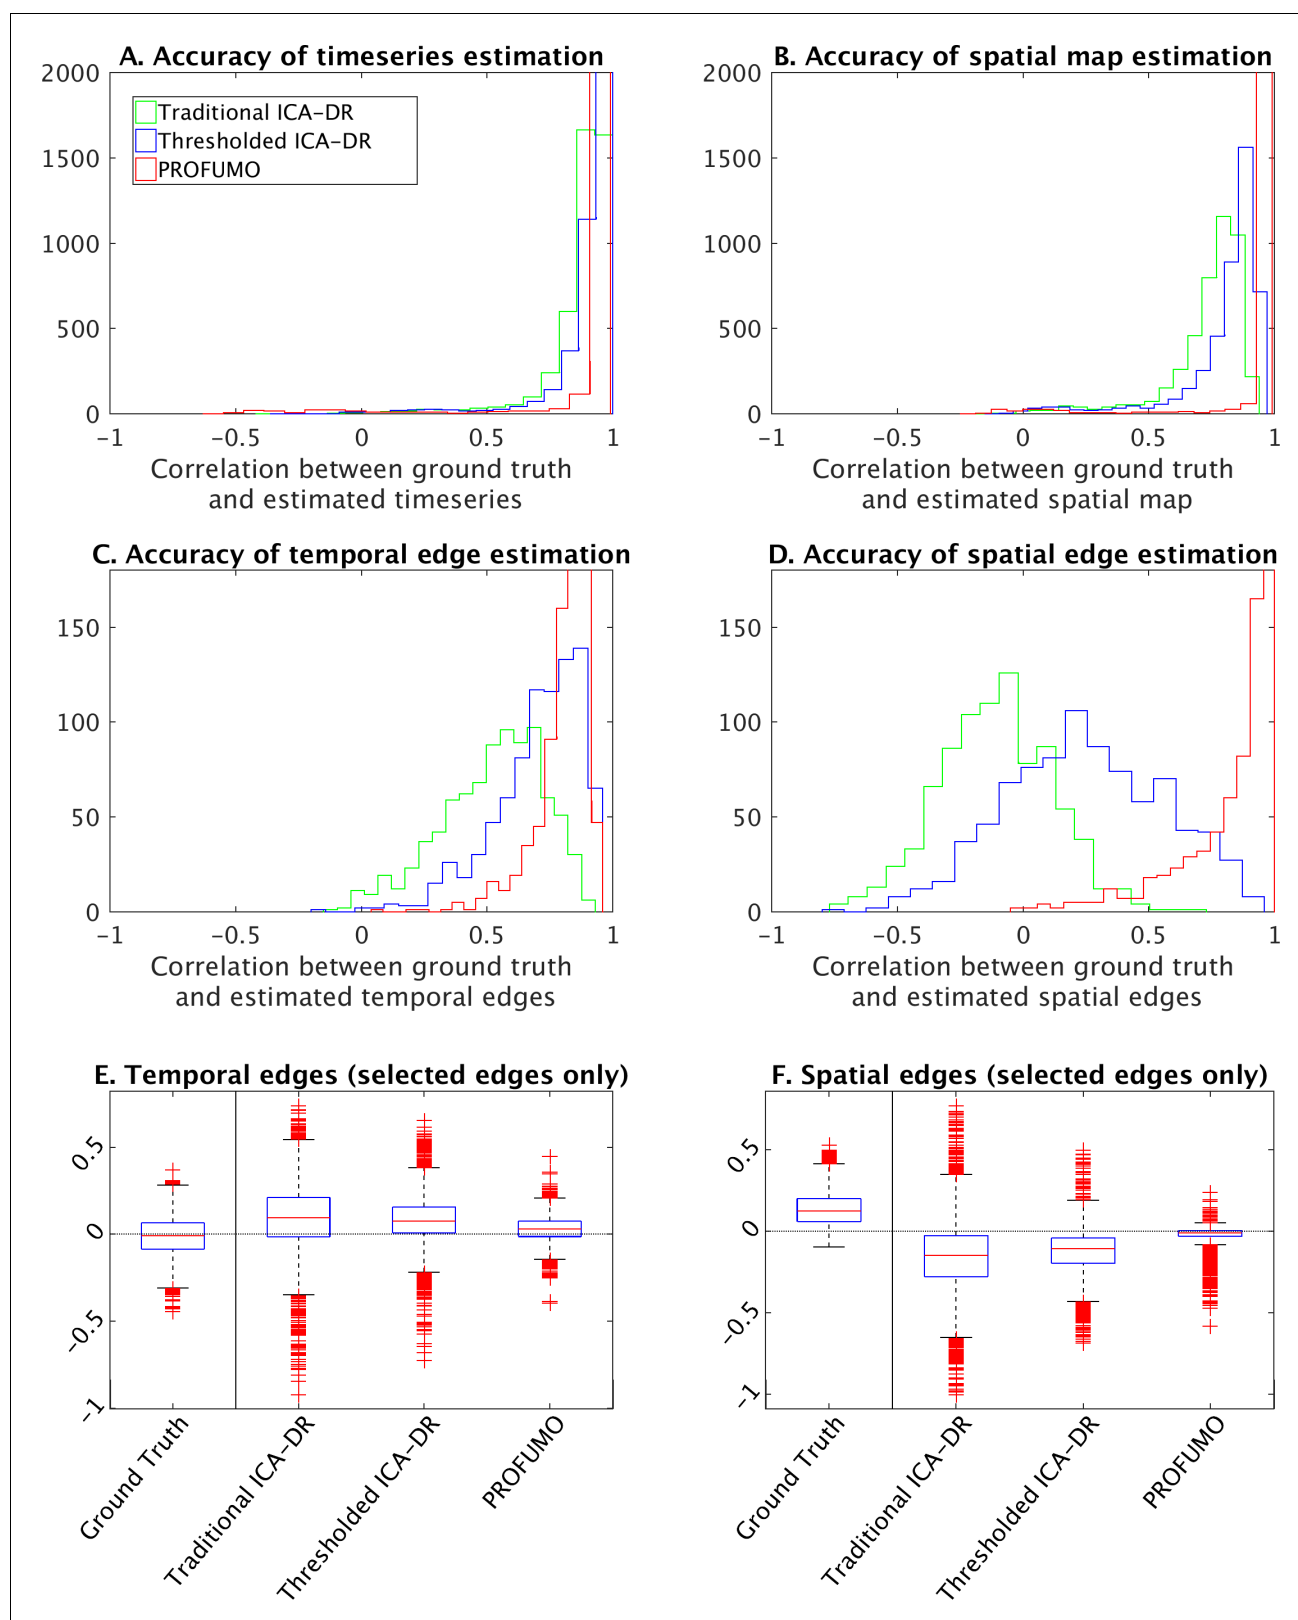 A. Accuracy of timeseries estimation
2000
1500
1000
500
0
Traditional ICA-DR
Thresholded ICA-DR
PROFUMO
-1 -0.5 0 0.5 1
Correlation between ground truth
and estimated timeseries
B. Accuracy of spatial map estimation
2000
1500
1000
500
0
-1 -0.5 0 0.5 1
Correlation between ground truth
and estimated spatial map
C. Accuracy of temporal edge estimation
150
100
50
0
-1 -0.5 0 0.5 1
Correlation between ground truth
and estimated temporal edges
D. Accuracy of spatial edge estimation
150
100
50
0
-1 -0.5 0 0.5 1
Correlation between ground truth
and estimated spatial edges
E. Temporal edges (selected edges only)
0.5
0
-0.5
-1
Ground Truth
Traditional ICA-DR
Thresholded ICA-DR
PROFUMO
F. Spatial edges (selected edges only)
0.5
0
-0.5
-1
Ground Truth
Traditional ICA-DR
Thresholded ICA-DR
PROFUMO